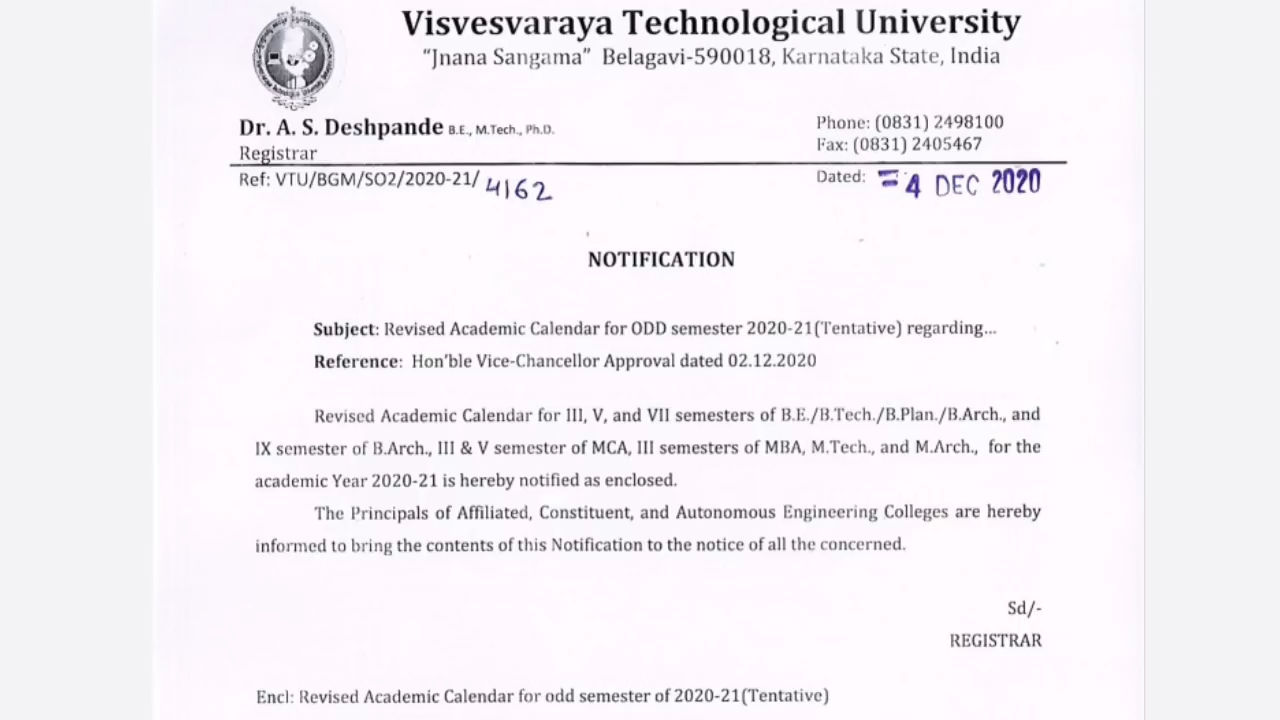 Visvesvaraya Technological University
“Jnana Sangama” Belagavi-590018, Karnataka State, India
Dr. A. S. Deshpande B.E., M.Tech., Ph.D.
Registrar
Phone: (0831) 2498100
Fax: (0831) 2405467
Ref: VTU/BGM/SO2/2020-21/ 4162
Dated: = 4 DEC 2020
NOTIFICATION
Subject: Revised Academic Calendar for ODD semester 2020-21(Tentative) regarding...
Reference: Hon’ble Vice-Chancellor Approval dated 02.12.2020
Revised Academic Calendar for III, V, and VII semesters of B.E./B.Tech./B.Plan./B.Arch., and
IX semester of B.Arch., III & V semester of MCA, III semesters of MBA, M.Tech., and M.Arch., for the
academic Year 2020-21 is hereby notified as enclosed.
The Principals of Affiliated, Constituent, and Autonomous Engineering Colleges are hereby
informed to bring the contents of this Notification to the notice of all the concerned.
Sd/-
REGISTRAR
Encl: Revised Academic Calendar for odd semester of 2020-21(Tentative)